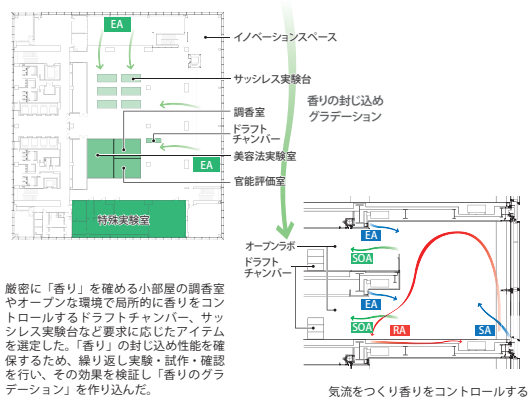 EA
イノベーションスペース
サッシレス実験台
香りの封じ込め
グラデーション
調香室
ドラフト
チャンバー
美容法実験室
EA
官能評価室
特殊実験室
EA
オープンラボ
SOA
ドラフト
チャンバー
EA
SOA
RA
SA
厳密に「香り」を確める小部屋の調香室
やオープンな環境で局所的に香りをコント
ロールするドラフトチャンバー、サッ
シレス実験台など要求に応じたアイテム
を選定した。「香り」の封じ込め性能を確
保するため、繰り返し実験・試作・確認
を行い、その効果を検証し「香りのグラ
デーション」を作り込んだ。
気流をつくり香りをコントロールする